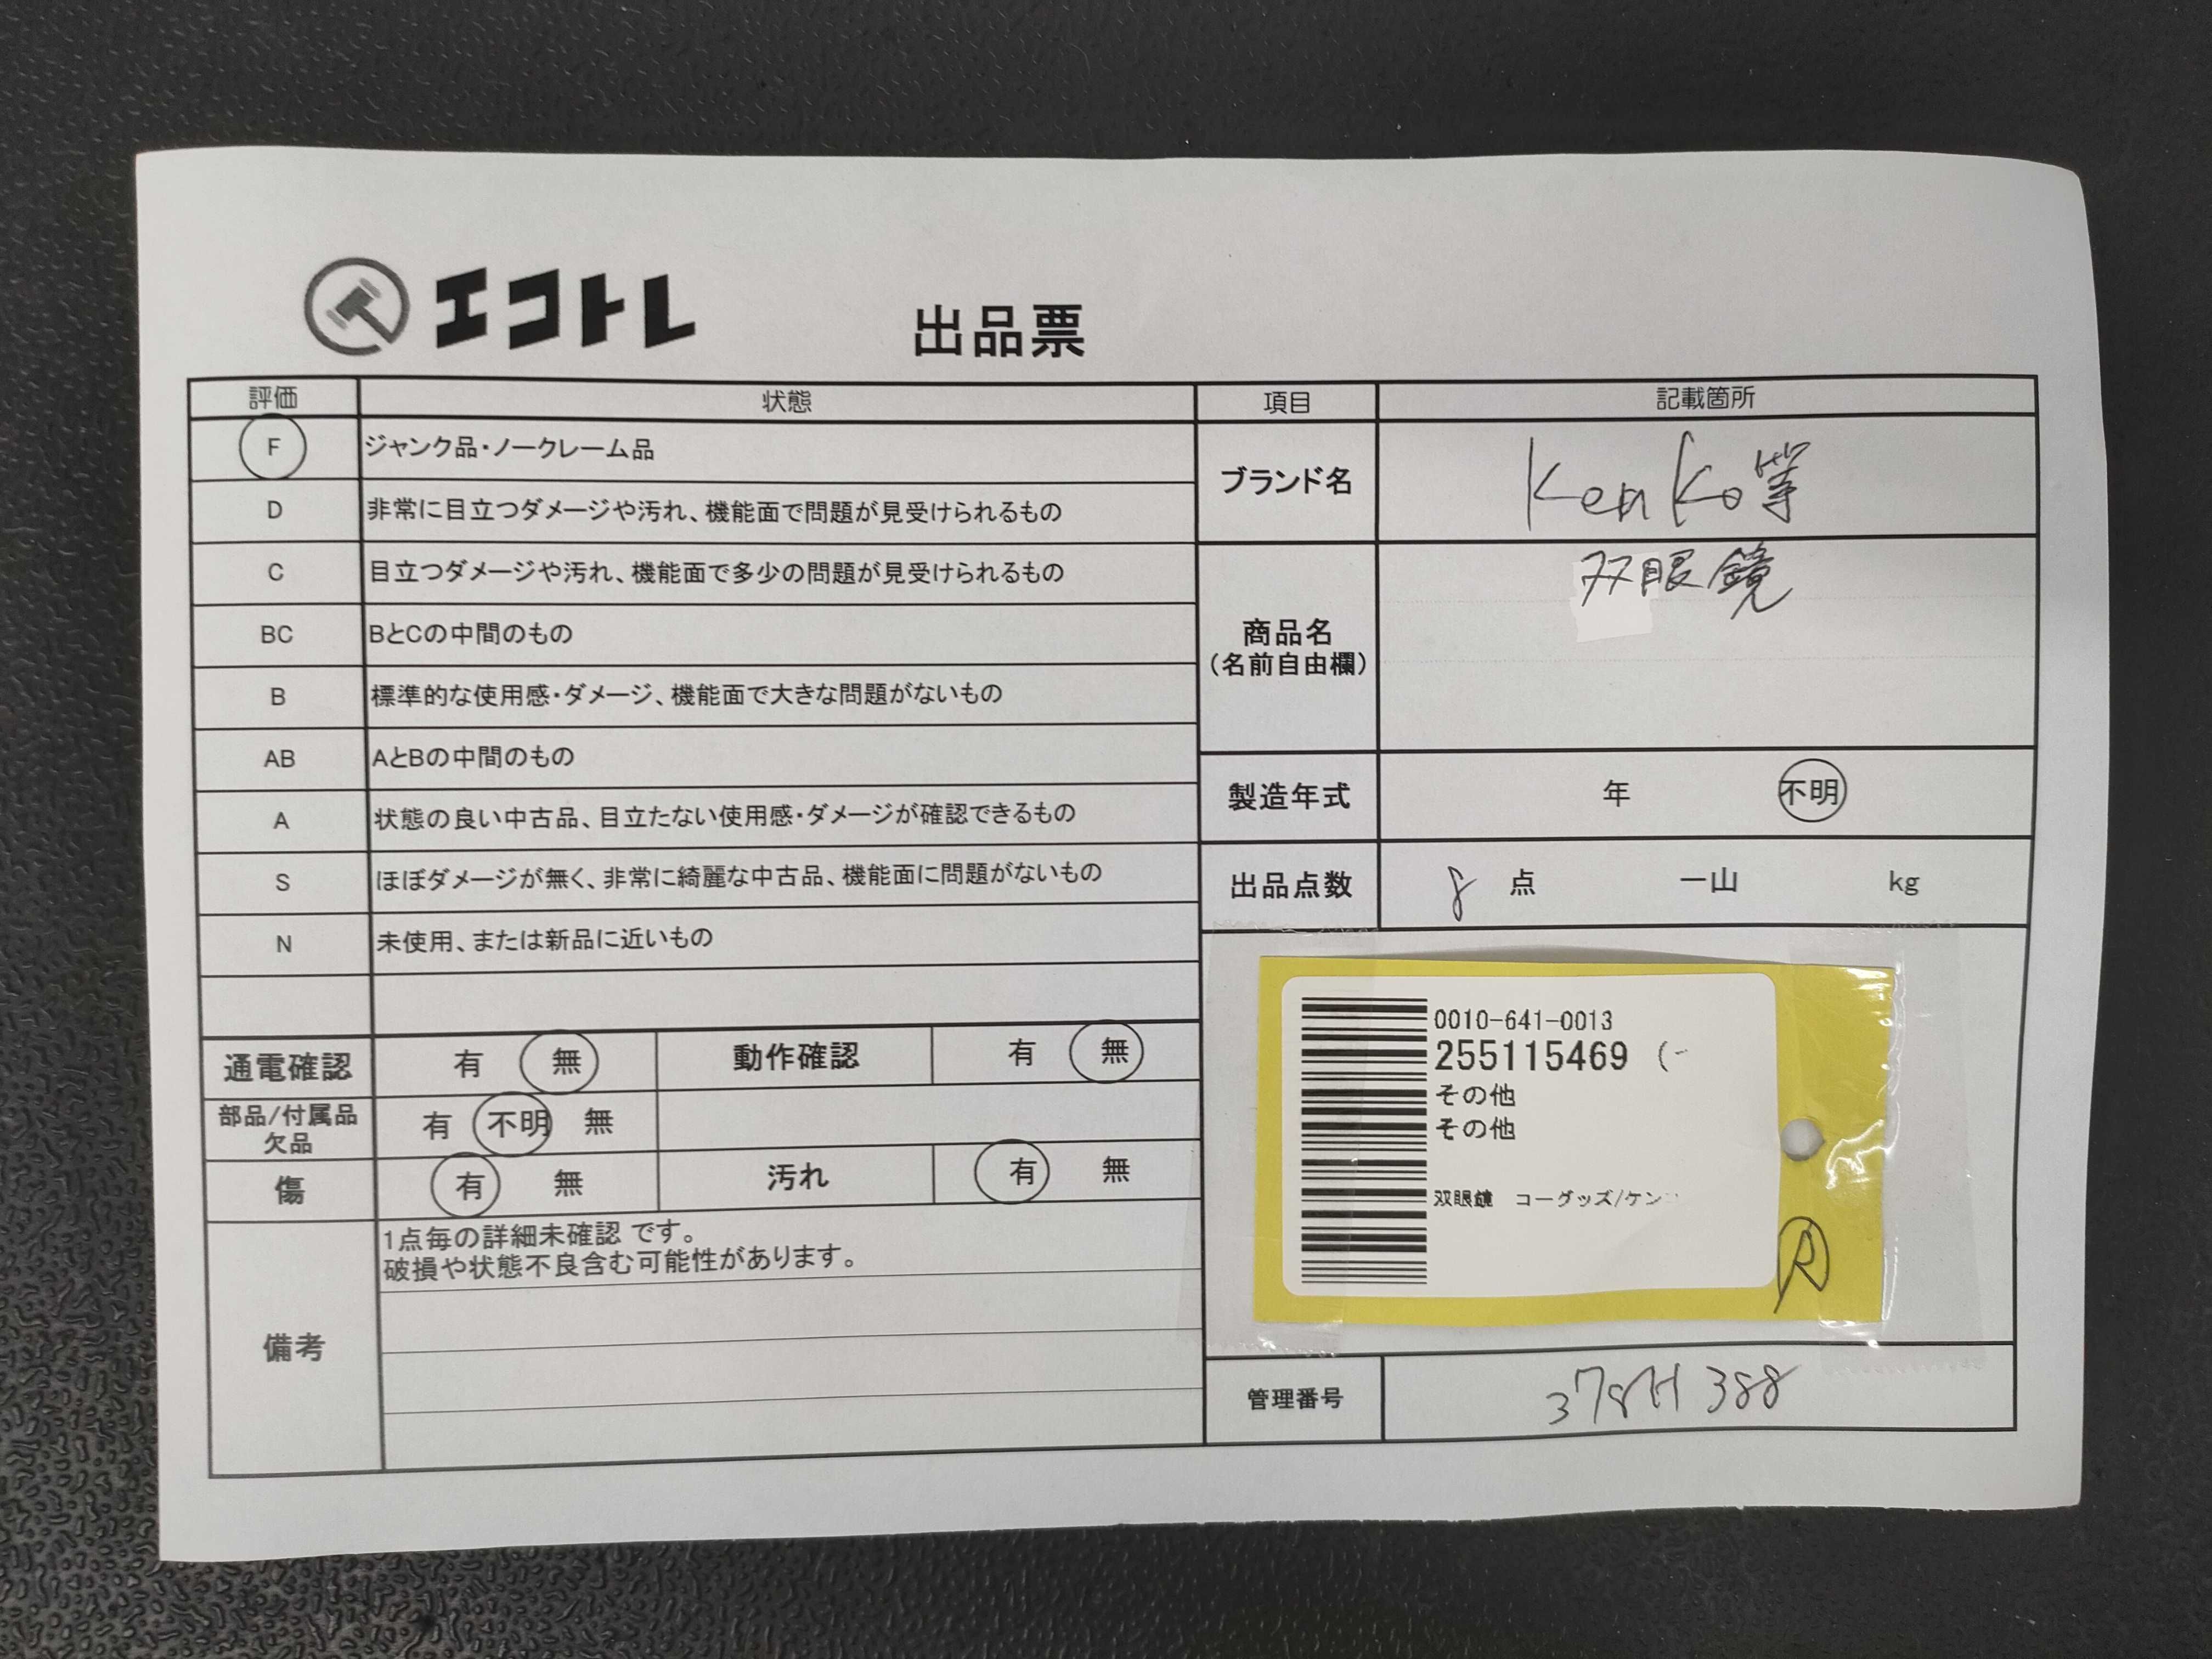 エコトレ
出品票
評価 状態
F ジャンク品・ノークレーム品
D 非常に目立つダメージや汚れ、機能面で問題が見受けられるもの
C 目立つダメージや汚れ、機能面で多少の問題が見受けられるもの
BC BとCの中間のもの
B 標準的な使用感・ダメージ、機能面で大きな問題がないもの
AB AとBの中間のもの
A 状態の良い中古品、目立たない使用感・ダメージが確認できるもの
S ほぼダメージが無く、非常に綺麗な中古品、機能面に問題がないもの
N 未使用、または新品に近いもの
通電確認 有 無 動作確認 有 無
部品/付属品
欠品 有 不明 無
傷 有 無 汚れ 有 無
備考
1点毎の詳細未確認 です。
破損や状態不良含む可能性があります。
項目 記載箇所
ブランド名 Kenko等
商品名
(名前自由欄)
双眼鏡
製造年式 年 不明
出品点数 8 点 一山 kg
0010-641-0013
255115469 (-
その他
その他
双眼鏡 コーグッズ/ケンコ
R
管理番号 378H388